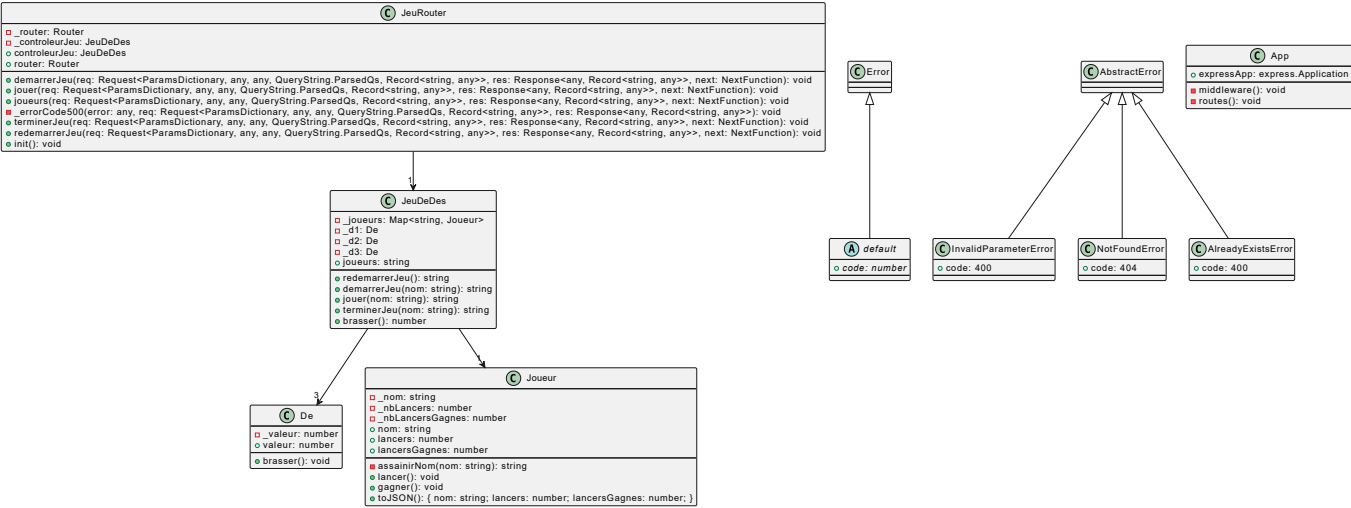 C JeuRouter
_router: Router
_controleurJeu: JeuDeDes
controleurJeu: JeuDeDes
router: Router
demarrerJeu(req: Request<ParamsDictionary, any, any, QueryString.ParsedQs, Record<string, any>>, res: Response<any, Record<string, any>>, next: NextFunction): void
jouer(req: Request<ParamsDictionary, any, any, QueryString.ParsedQs, Record<string, any>>, res: Response<any, Record<string, any>>, next: NextFunction): void
joueurs(req: Request<ParamsDictionary, any, any, QueryString.ParsedQs, Record<string, any>>, res: Response<any, Record<string, any>>, next: NextFunction): void
_errorCode500(error: any, req: Request<ParamsDictionary, any, any, QueryString.ParsedQs, Record<string, any>>, res: Response<any, Record<string, any>>): void
terminerJeu(req: Request<ParamsDictionary, any, any, QueryString.ParsedQs, Record<string, any>>, res: Response<any, Record<string, any>>, next: NextFunction): void
redemarrerJeu(req: Request<ParamsDictionary, any, any, QueryString.ParsedQs, Record<string, any>>, res: Response<any, Record<string, any>>, next: NextFunction): void
init(): void
1
C JeuDeDes
_joueurs: Map<string, Joueur>
_d1: De
_d2: De
_d3: De
joueurs: string
redemarrerJeu(): string
demarrerJeu(nom: string): string
jouer(nom: string): string
terminerJeu(nom: string): string
brasser(): number
3
1
C De
_valeur: number
valeur: number
brasser(): void
C Joueur
_nom: string
_nbLancers: number
_nbLancersGagnes: number
nom: string
lancers: number
lancersGagnes: number
assainirNom(nom: string): string
lancer(): void
gagner(): void
toJSON(): { nom: string; lancers: number; lancersGagnes: number; }
C Error
A default
code: number
C AbstractError
C InvalidParameterError
code: 400
C NotFoundError
code: 404
C AlreadyExistsError
code: 400
C App
expressApp: express.Application
middleware(): void
routes(): void